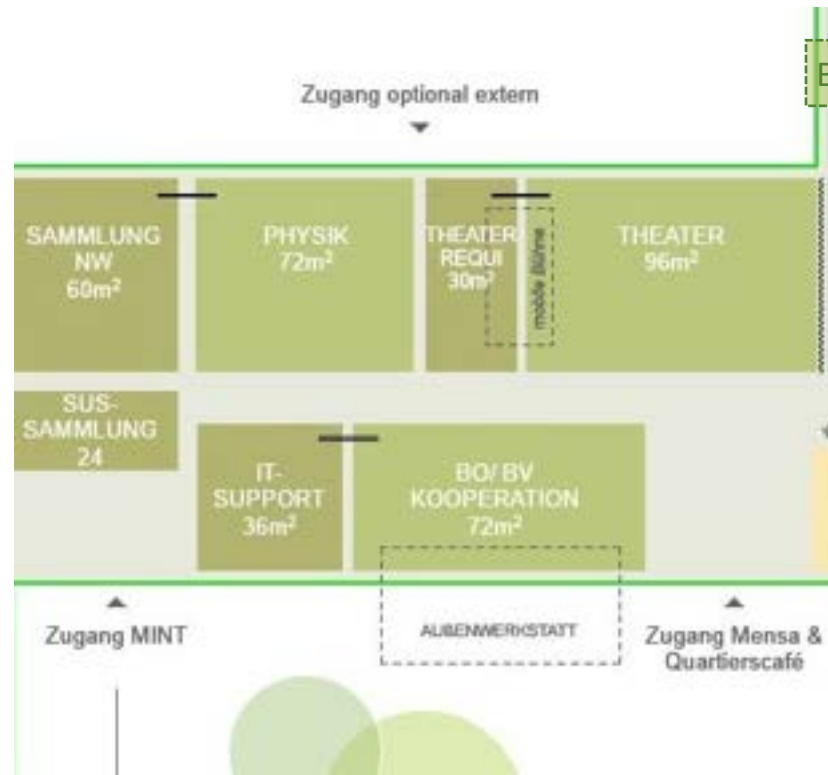 Zugang optional extern
SAMMLUNG
NW
60m²
PHYSIK
72m²
THEATER/
REQUI
30m²
mobile Bühne
THEATER
96m²
SUS-
SAMMLUNG
24
IT-
SUPPORT
36m²
BO/ BV
KOOPERATION
72m²
Zugang MINT
AUßENWERKSTATT
Zugang Mensa &
Quartierscafé